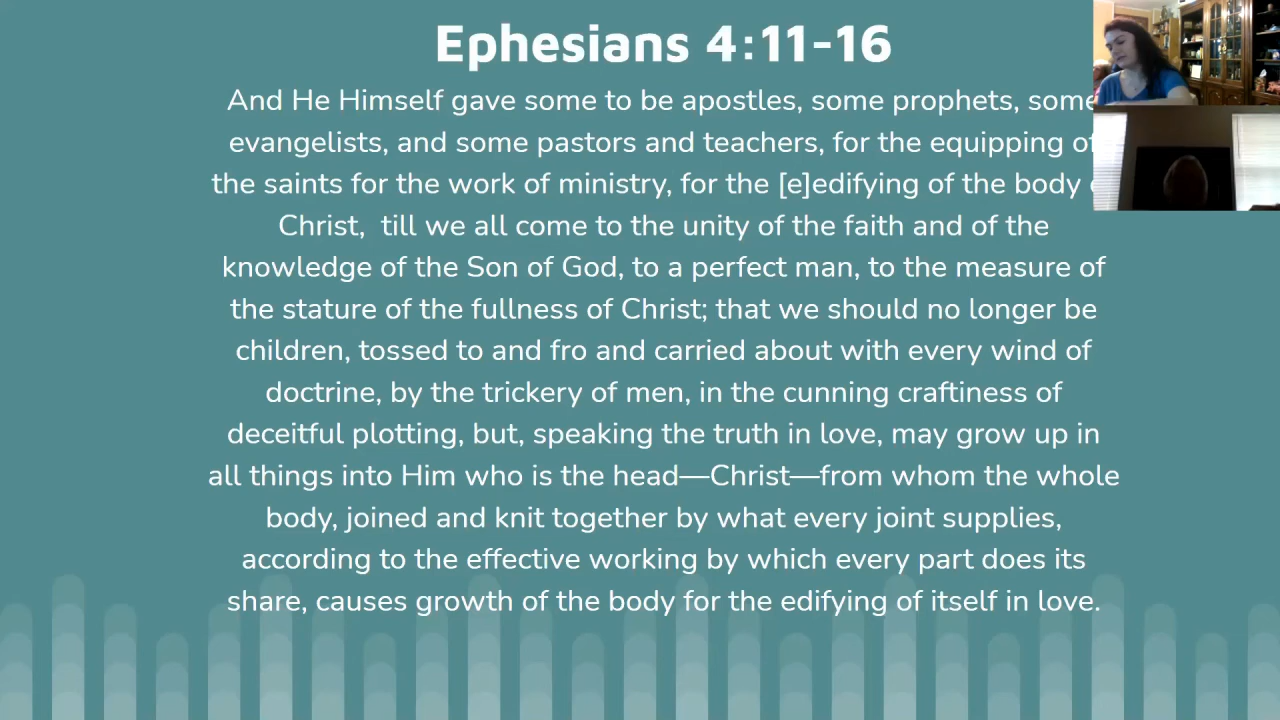 Ephesians 4:11-16
And He Himself gave some to be apostles, some prophets, some
evangelists, and some pastors and teachers, for the equipping of
the saints for the work of ministry, for the [e]edifying of the body
Christ,  till we all come to the unity of the faith and of the
knowledge of the Son of God, to a perfect man, to the measure of
the stature of the fullness of Christ; that we should no longer be
children, tossed to and fro and carried about with every wind of
doctrine, by the trickery of men, in the cunning craftiness of
deceitful plotting, but, speaking the truth in love, may grow up in
all things into Him who is the head—Christ—from whom the whole
body, joined and knit together by what every joint supplies,
according to the effective working by which every part does its
share, causes growth of the body for the edifying of itself in love.